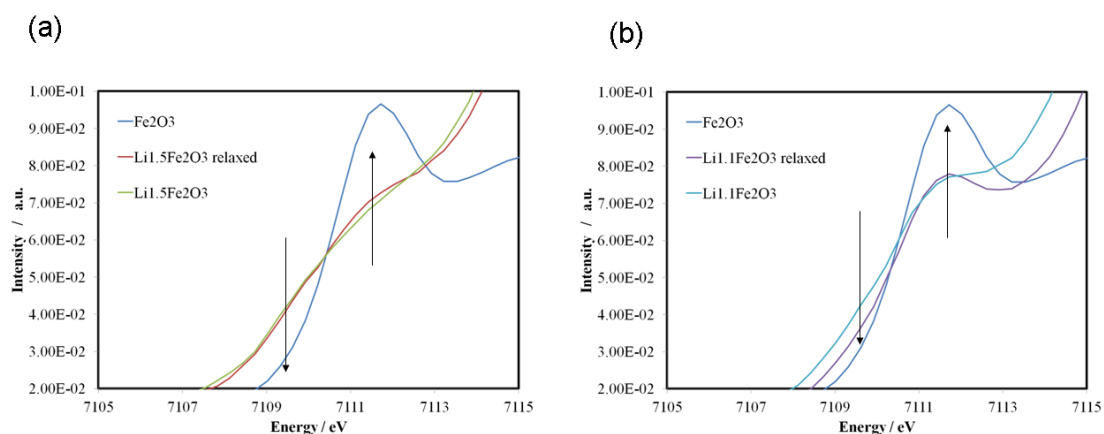 (a)
1.00E-01
9.00E-02
8.00E-02
7.00E-02
6.00E-02
5.00E-02
4.00E-02
3.00E-02
2.00E-02
Intensity / a.u.
Fe2O3
Li1.5Fe2O3 relaxed
Li1.5Fe2O3
7105 7107 7109 7111 7113 7115
Energy / eV
(b)
1.00E-01
9.00E-02
8.00E-02
7.00E-02
6.00E-02
5.00E-02
4.00E-02
3.00E-02
2.00E-02
Intensity / a.u.
Fe2O3
Li1.1Fe2O3 relaxed
Li1.1Fe2O3
7105 7107 7109 7111 7113 7115
Energy / eV